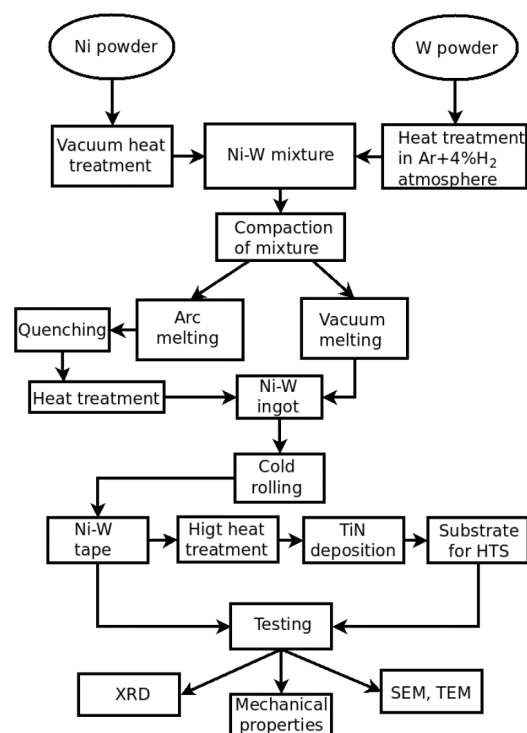 Ni powder
W powder
Vacuum heat
treatment
Ni-W mixture
Heat treatment
in Ar+4%H₂
atmosphere
Compaction
of mixture
Quenching
Arc
melting
Vacuum
melting
Heat treatment
Ni-W
ingot
Cold
rolling
Ni-W
tape
Higt heat
treatment
TiN
deposition
Substrate
for HTS
Testing
XRD
Mechanical
properties
SEM, TEM